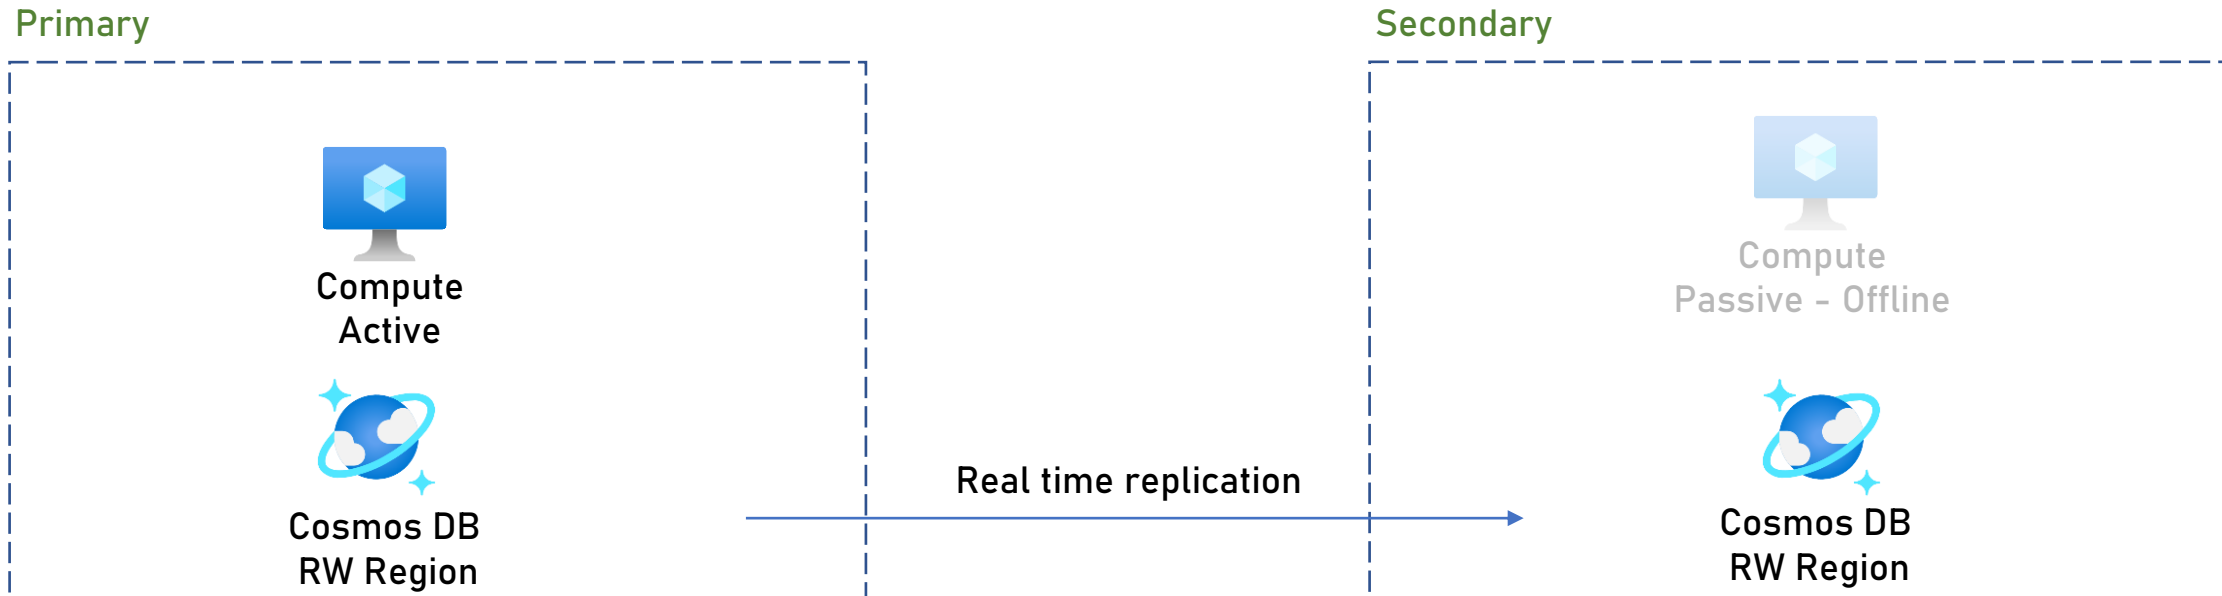 Primary
Secondary
Compute
Active
Compute
Passive - Offline
Real time replication
Cosmos DB
RW Region
Cosmos DB
RW Region